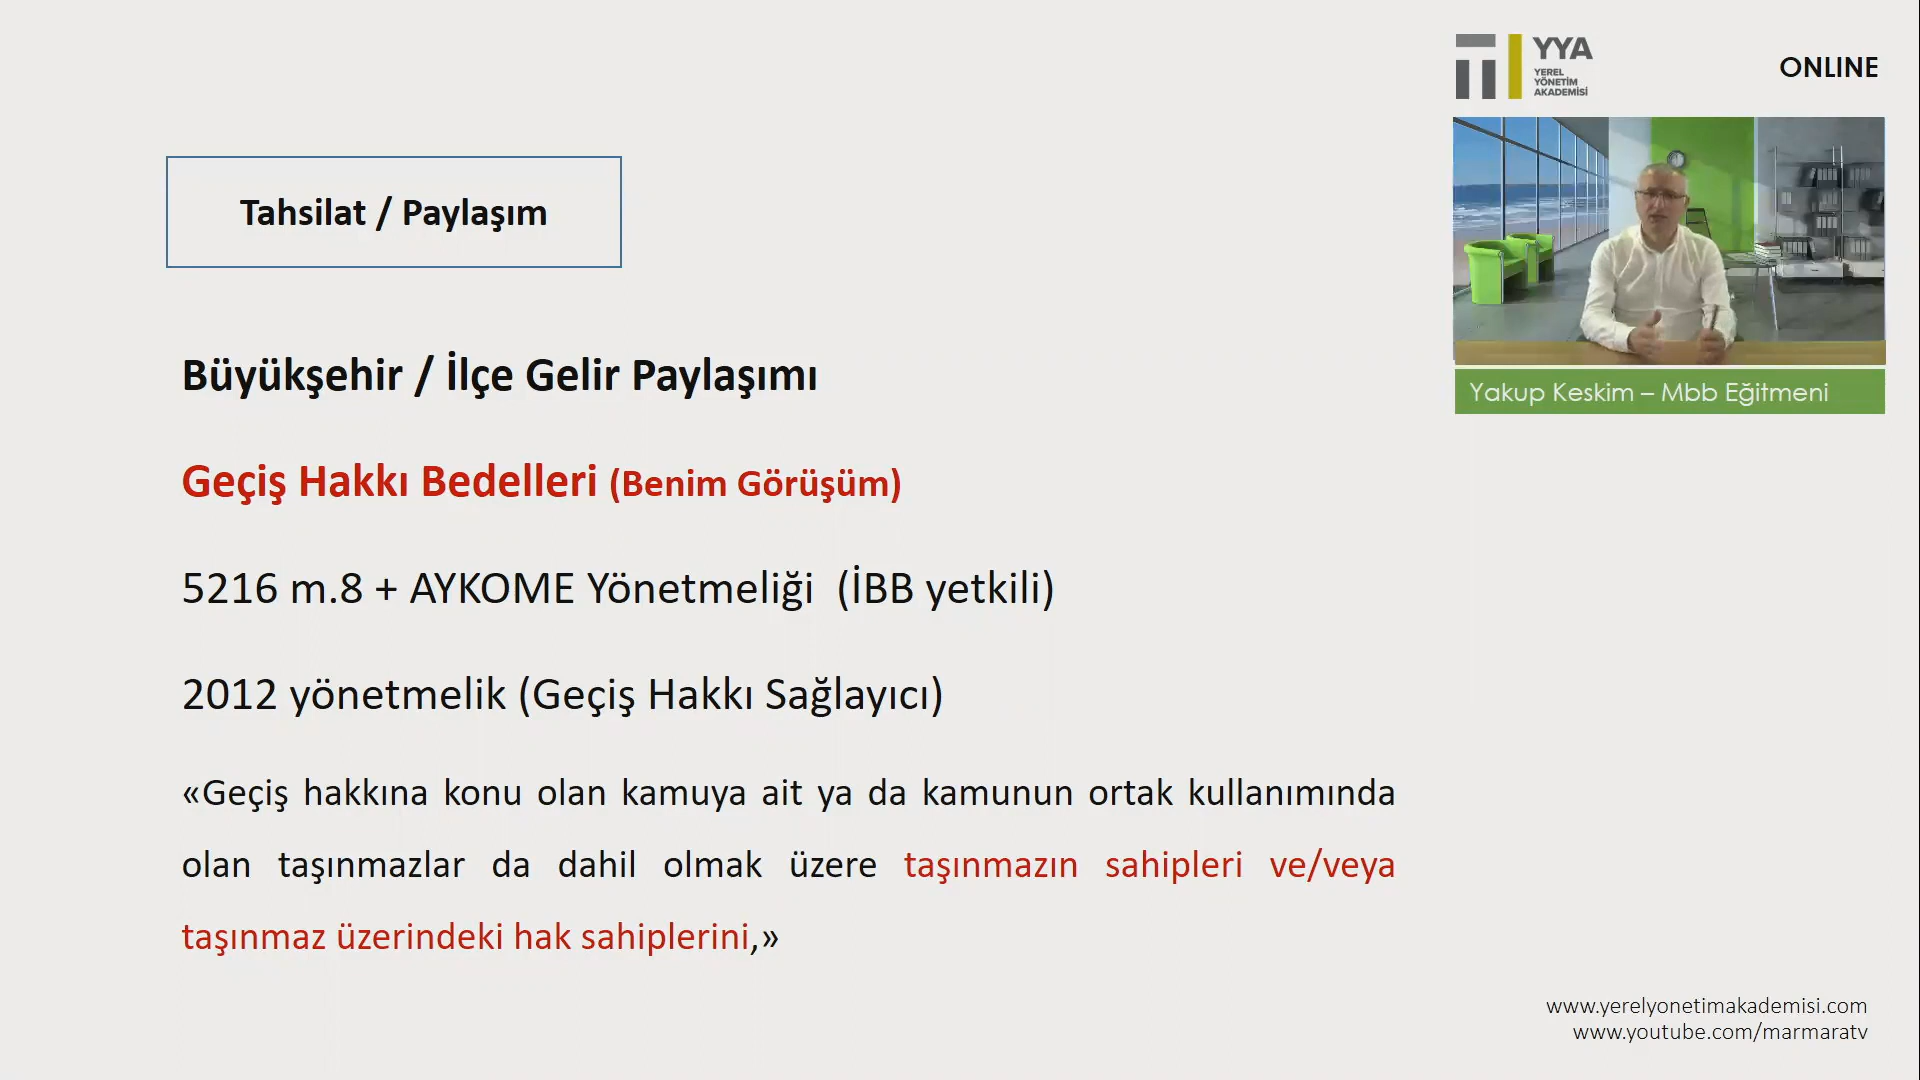 YYA
YEREL
YÖNETİM
AKADEMİSİ
ONLINE
Tahsilat / Paylaşım
Büyükşehir / İlçe Gelir Paylaşımı
Yakup Keskim – Mbb Eğitmeni
Geçiş Hakkı Bedelleri (Benim Görüşüm)
5216 m.8 + AYKOME Yönetmeliği (İBB yetkili)
2012 yönetmelik (Geçiş Hakkı Sağlayıcı)
«Geçiş hakkına konu olan kamuya ait ya da kamunun ortak kullanımında
olan taşınmazlar da dahil olmak üzere taşınmazın sahipleri ve/veya
taşınmaz üzerindeki hak sahiplerini,»
www.yerelyonetimakademisi.com
www.youtube.com/marmaratv